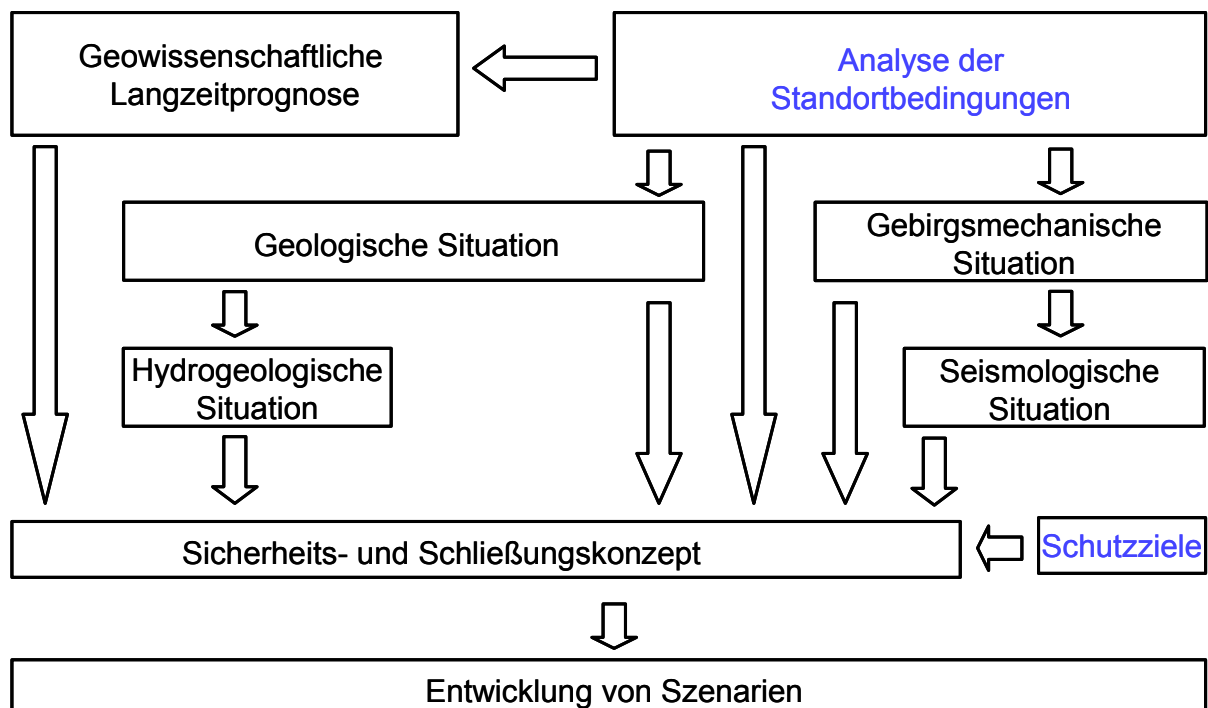 Geowissenschaftliche
Langzeitprognose
Analyse der
Standortbedingungen
Geologische Situation
Gebirgsmechanische
Situation
Hydrogeologische
Situation
Seismologische
Situation
Sicherheits- und Schließungskonzept
Schutzziele
Entwicklung von Szenarien